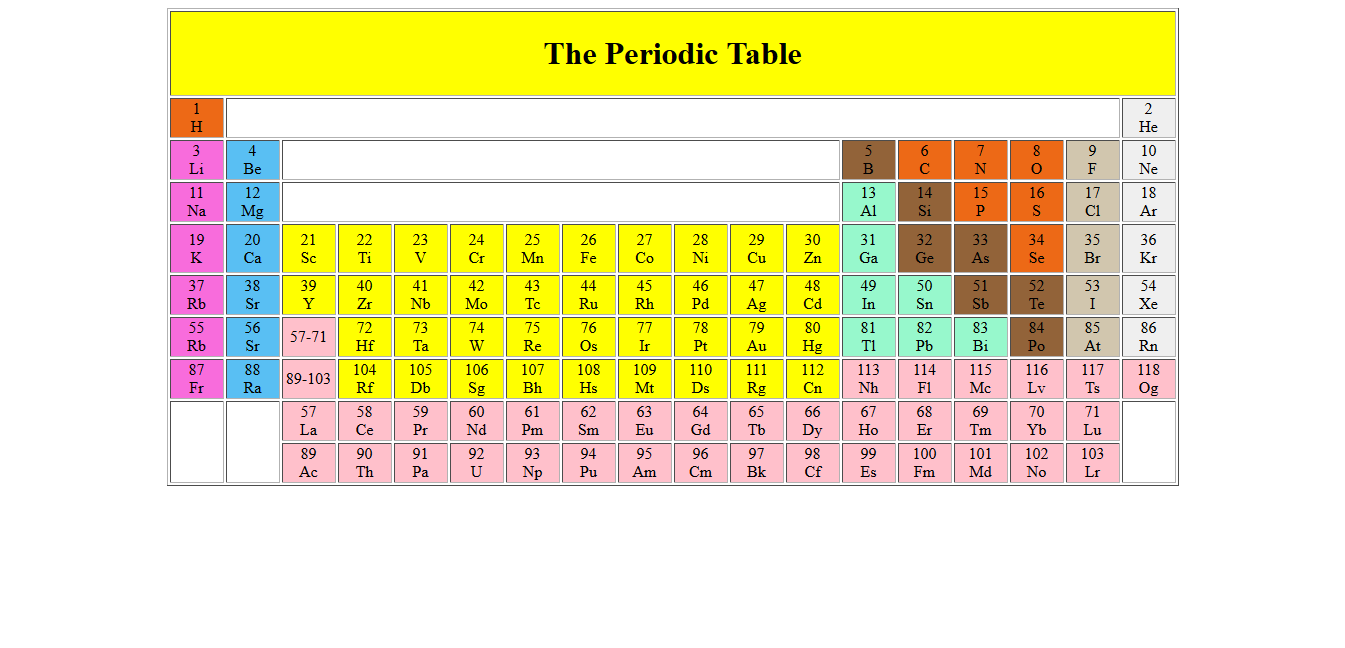 The Periodic Table
1 2
H He
3 4 5 6 7 8 9 10
Li Be B C N O F Ne
11 12 13 14 15 16 17 18
Na Mg Al Si P S Cl Ar
19 20 21 22 23 24 25 26 27 28 29 30 31 32 33 34 35 36
K Ca Sc Ti V Cr Mn Fe Co Ni Cu Zn Ga Ge As Se Br Kr
37 38 39 40 41 42 43 44 45 46 47 48 49 50 51 52 53 54
Rb Sr Y Zr Nb Mo Tc Ru Rh Pd Ag Cd In Sn Sb Te I Xe
55 56 57-71 72 73 74 75 76 77 78 79 80 81 82 83 84 85 86
Rb Sr Hf Ta W Re Os Ir Pt Au Hg Tl Pb Bi Po At Rn
87 88 89-103 104 105 106 107 108 109 110 111 112 113 114 115 116 117 118
Fr Ra Rf Db Sg Bh Hs Mt Ds Rg Cn Nh Fl Mc Lv Ts Og
57 58 59 60 61 62 63 64 65 66 67 68 69 70 71
La Ce Pr Nd Pm Sm Eu Gd Tb Dy Ho Er Tm Yb Lu
89 90 91 92 93 94 95 96 97 98 99 100 101 102 103
Ac Th Pa U Np Pu Am Cm Bk Cf Es Fm Md No Lr